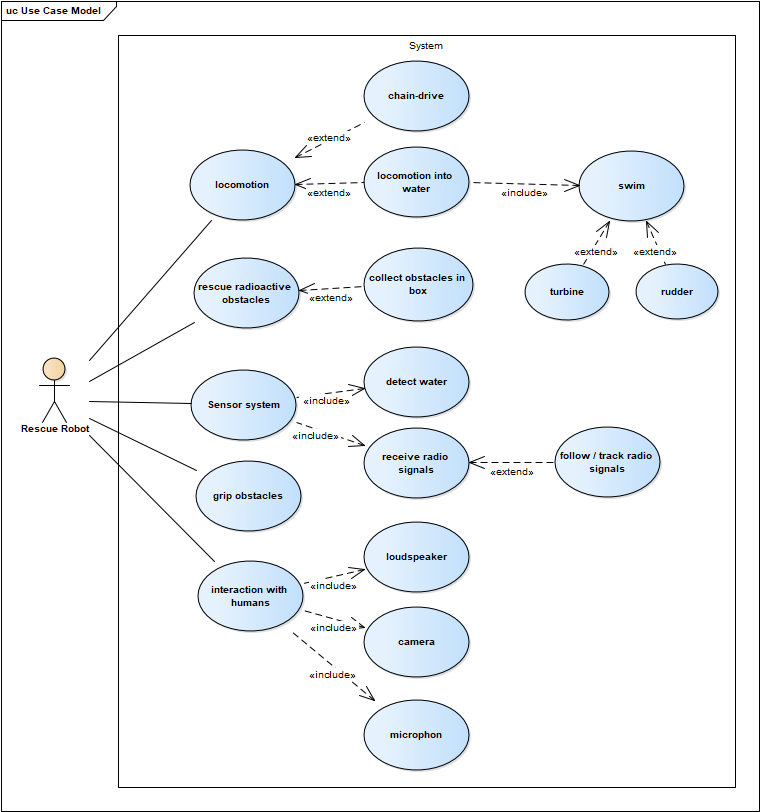 uc Use Case Model
System
chain-drive
«extend»
locomotion
locomotion into
water
«extend»
«include»
swim
«extend»
«extend»
turbine
rudder
rescue radioactive
obstacles
collect obstacles in
box
«extend»
detect water
Sensor system
«include»
«include»
receive radio
signals
follow / track radio
signals
«extend»
Rescue Robot
grip obstacles
loudspeaker
interaction with
humans
«include»
«include»
camera
«include»
microphon